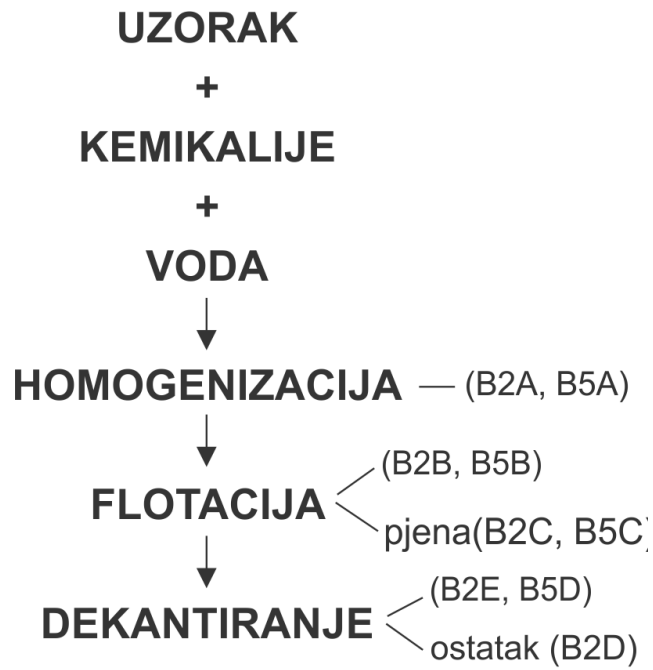 UZORAK
+
KEMIKALIJE
+
VODA
HOMOGENIZACIJA (B2A, B5A)
(B2B, B5B)
FLOTACIJA
pjena(B2C, B5C)
(B2E, B5D)
DEKANTIRANJE
ostatak (B2D)